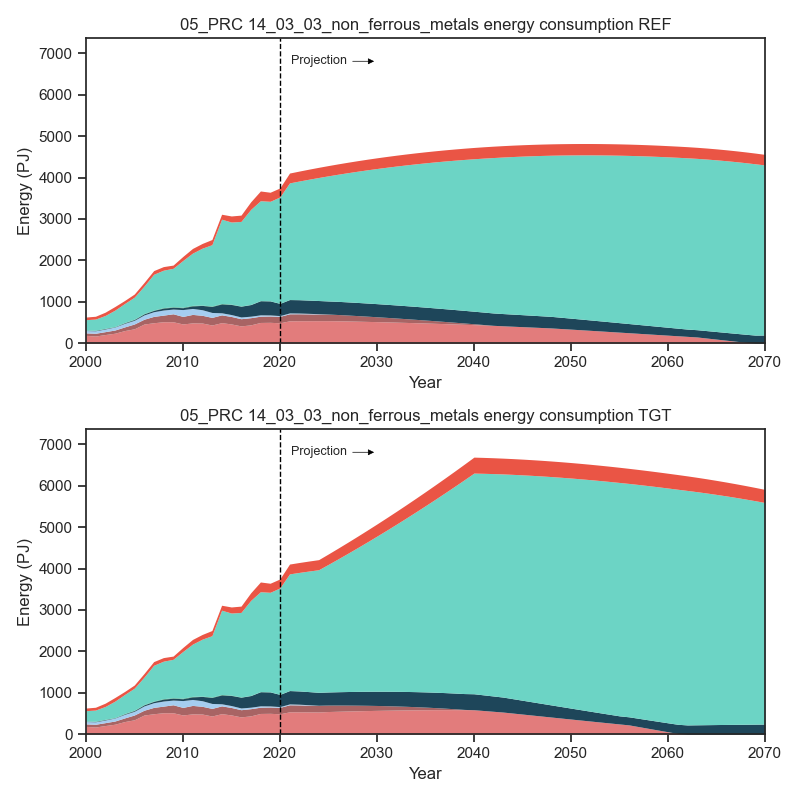 05_PRC 14_03_03_non_ferrous_metals energy consumption REF
7000
6000
5000
4000
3000
2000
1000
0
Energy (PJ)
Projection
2000 2010 2020 2030 2040 2050 2060 2070
Year
05_PRC 14_03_03_non_ferrous_metals energy consumption TGT
7000
6000
5000
4000
3000
2000
1000
0
Energy (PJ)
Projection
2000 2010 2020 2030 2040 2050 2060 2070
Year